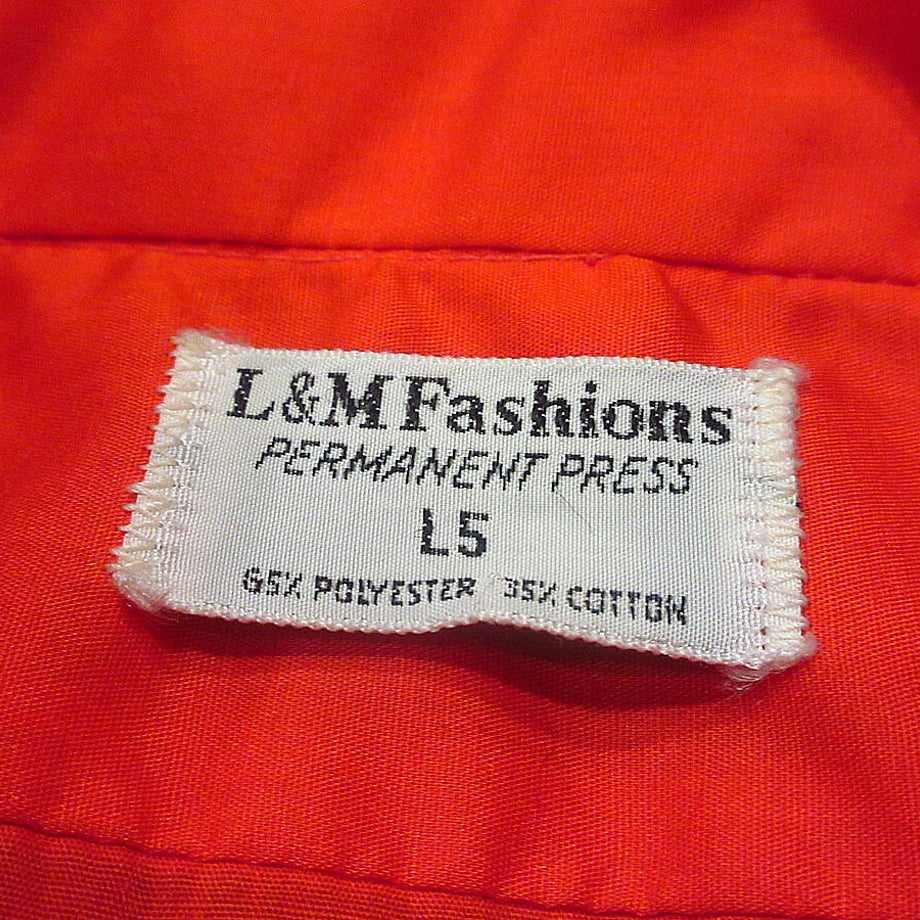 L&M Fashions
PERMANENT PRESS
L5
65% POLYESTER 35% COTTON